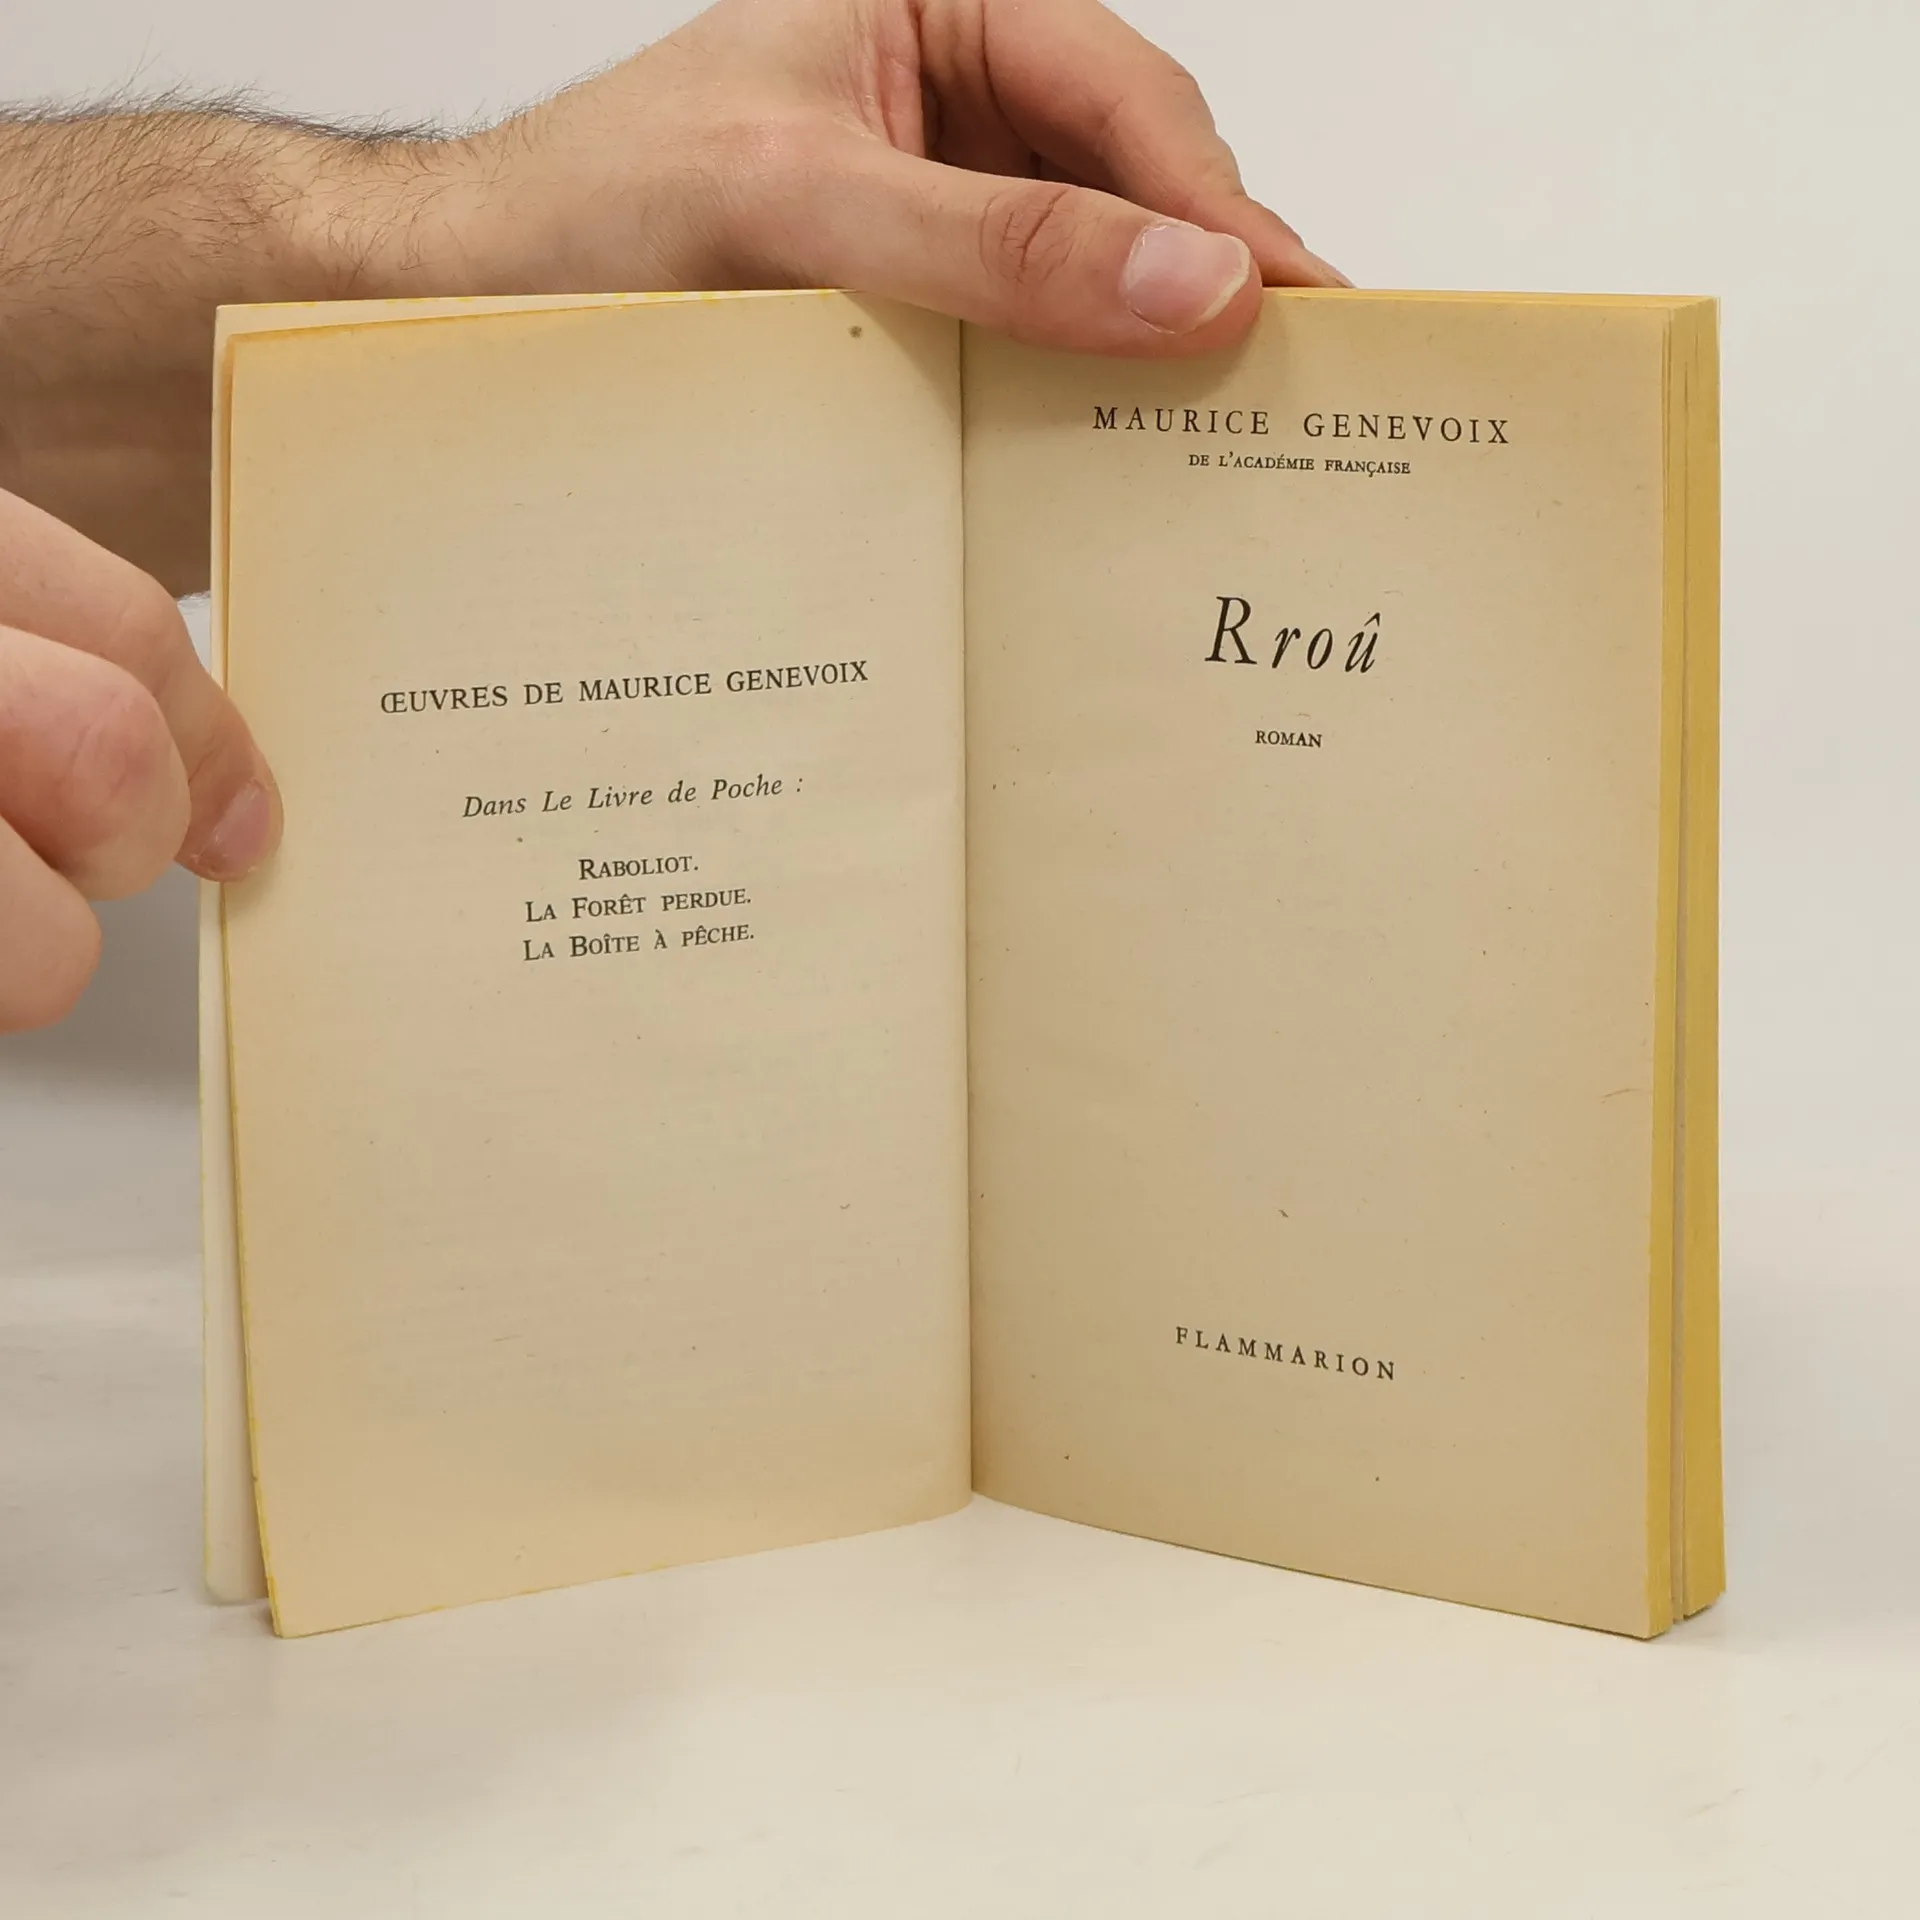 ŒUVRES DE MAURICE GENEVOIX
Dans Le Livre de Poche :
RABOLIOT.
LA FORÊT PERDUE.
LA BOÎTE À PÊCHE.
MAURICE GENEVOIX
DE L'ACADÉMIE FRANÇAISE
Rroû
ROMAN
FLAMMARION